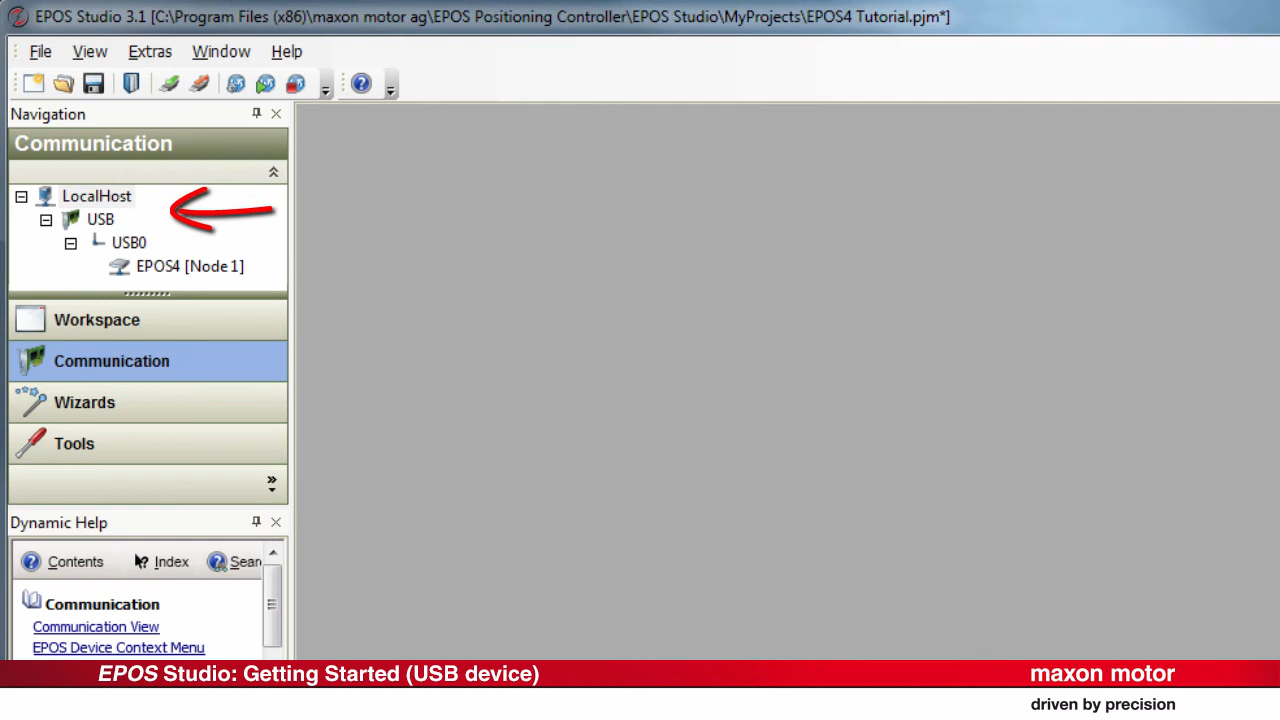 EPOS Studio 3.1 [C:\Program Files (x86)\maxon motor ag\EPOS Positioning Controller\EPOS Studio\MyProjects\EPOS4 Tutorial.pjm*]
File View Extras Window Help
Navigation
Communication
LocalHost
USB
USB0
EPOS4 [Node 1]
Workspace
Communication
Wizards
Tools
Dynamic Help
Contents Index Sear
Communication
Communication View
EPOS Device Context Menu
EPOS Studio: Getting Started (USB device) maxon motor
driven by precision